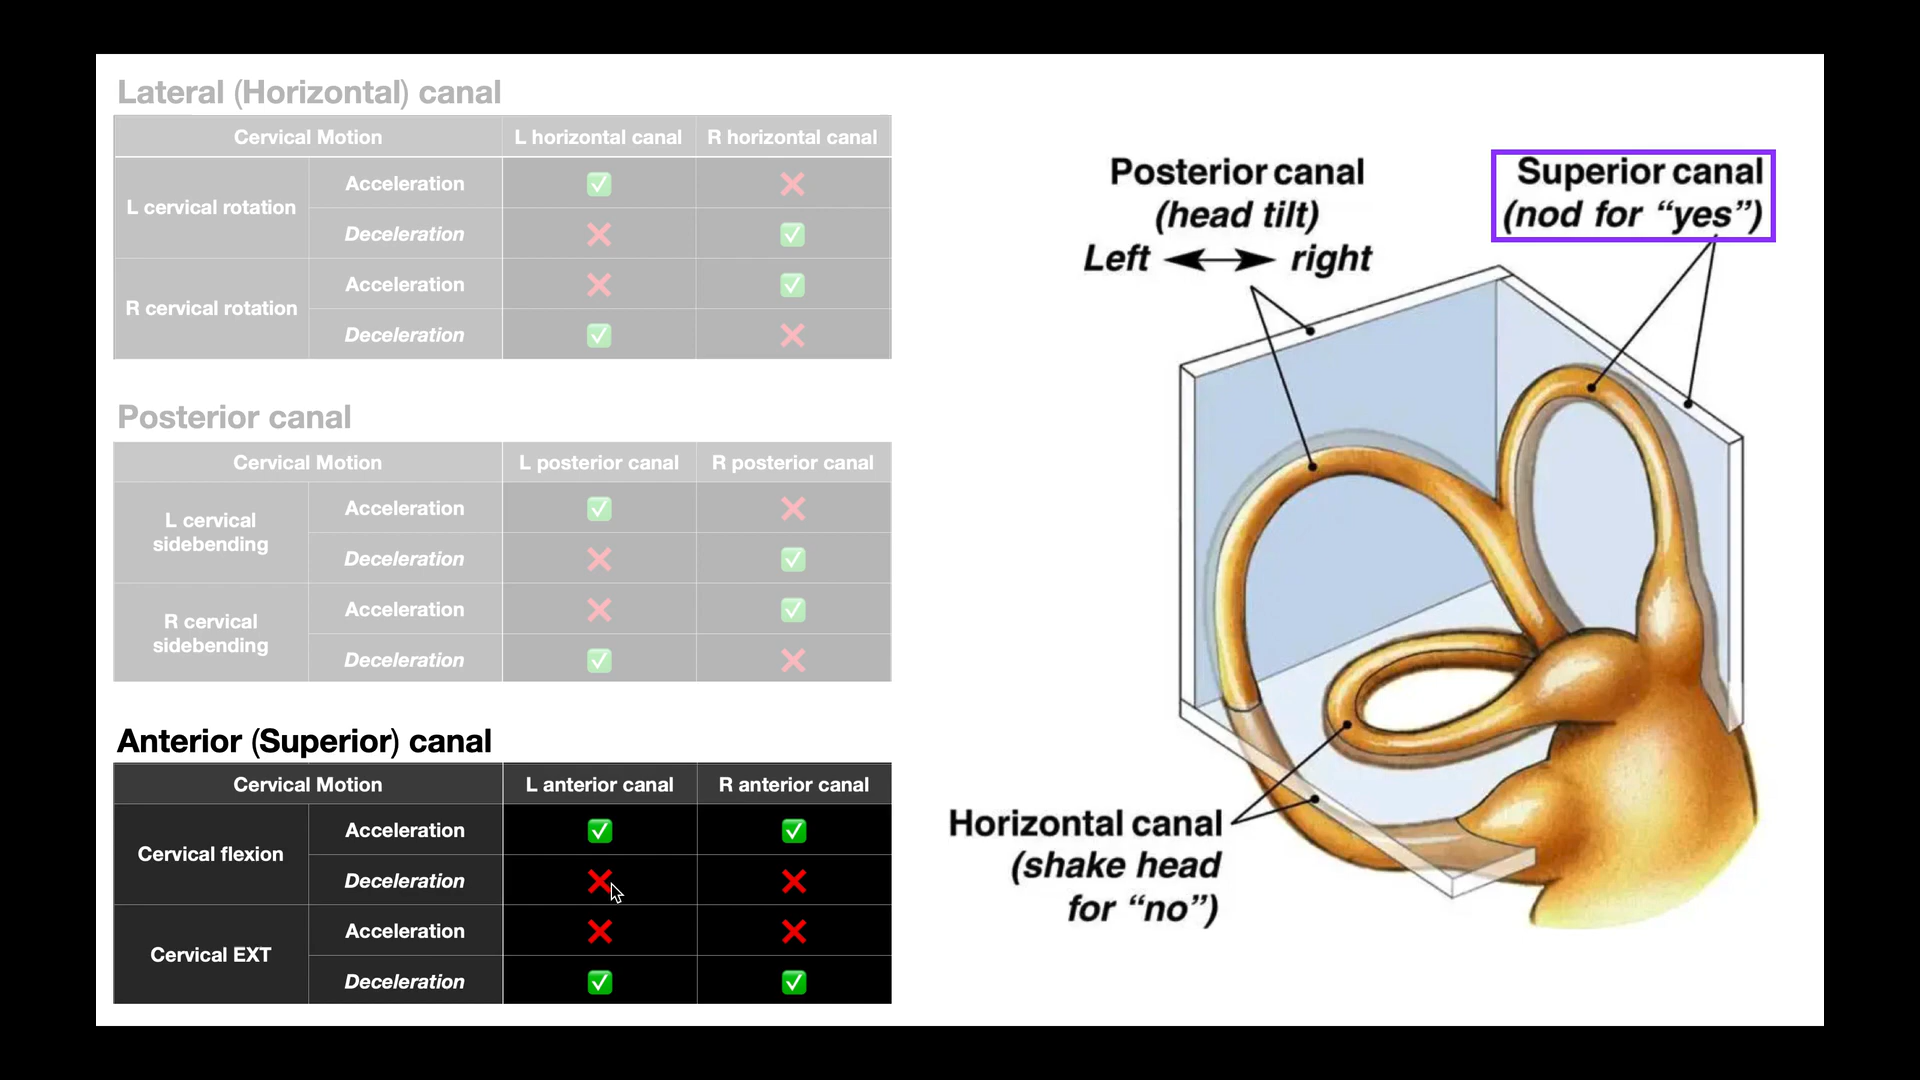 Lateral (Horizontal) canal
Cervical Motion L horizontal canal R horizontal canal
L cervical rotation
Acceleration ✅ ❌
Deceleration ❌ ✅
R cervical rotation
Acceleration ❌ ✅
Deceleration ✅ ❌
Posterior canal
Cervical Motion L posterior canal R posterior canal
L cervical
sidebending
Acceleration ✅ ❌
Deceleration ❌ ✅
R cervical
sidebending
Acceleration ❌ ✅
Deceleration ✅ ❌
Anterior (Superior) canal
Cervical Motion L anterior canal R anterior canal
Cervical flexion
Acceleration ✅ ✅
Deceleration ❌ ❌
Cervical EXT
Acceleration ❌ ❌
Deceleration ✅ ✅
Posterior canal
(head tilt)
Left right
Superior canal
(nod for “yes”)
Horizontal canal
(shake head
for “no”)